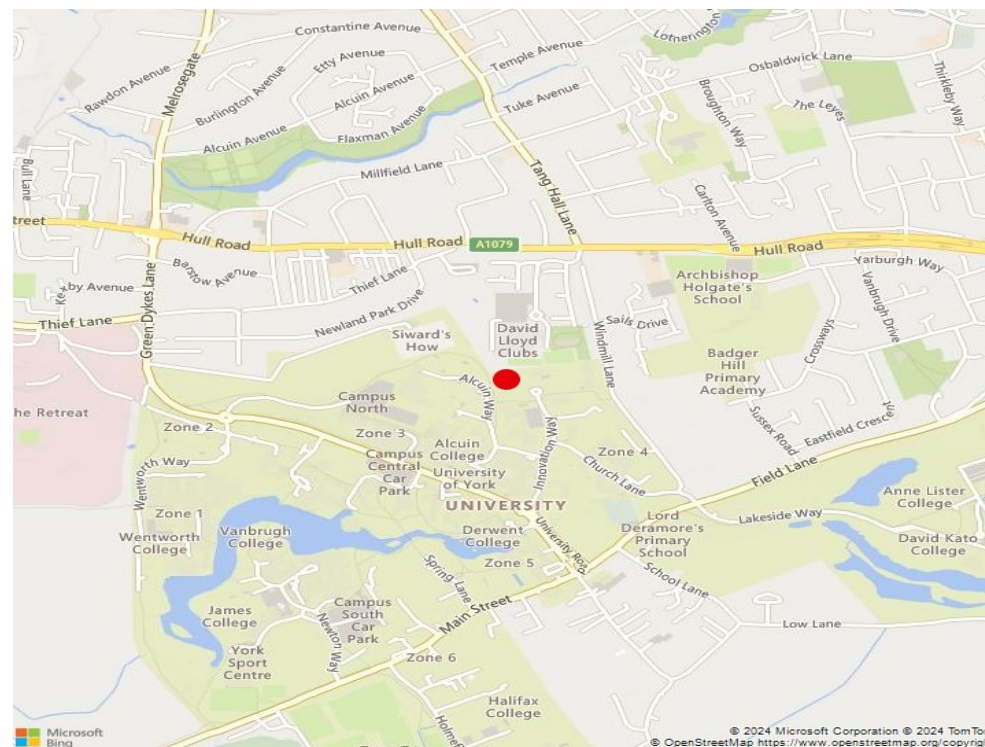 Constantine Avenue
Lotherington
Melrosegate
Etty Avenue
Temple Avenue
Osbaldwick Lane
Thirkleby Way
Rawdon Avenue
Burlington Avenue
Alcuin Avenue
Tuke Avenue
Broughton Way
The Leyes
Alcuin Avenue
Flaxman Avenue
Bull Lane
Millfield Lane
Tang Hall Lane
Carlton Avenue
treet
Hull Road
Hull Road
A1079
Hull Road
Barstow Avenue
Thief Lane
Archbishop
Holgate's
School
Yarburgh Way
Vanbrugh Drive
Kexby Avenue
Green Dykes Lane
Thief Lane
Newland Park Drive
Siward's
How
David
Lloyd
Clubs
Windmill Lane
Sails Drive
Crossways
Badger
Hill
Primary
Academy
Alcuin Way
Campus
North
he Retreat
Zone 2
Zone 3
Innovation Way
Sussex Road
Eastfield Crescent
Alcuin
College
Campus
Central
Car
Park
University
of York
Zone 4
Church Lane
Field Lane
Wentworth Way
UNIVERSITY
Anne Lister
College
Zone 1
Wentworth
College
Vanbrugh
College
Derwent
College
University Road
Lord
Deramore's
Primary
School
Lakeside Way
David Kato
College
Zone 5
Spring Lane
School Lane
Main Street
James
College
Campus
South
Car
Park
Newton Way
Low Lane
York
Sport
Centre
Zone 6
Halifax
College
Holme
Microsoft
Bing
© 2024 Microsoft Corporation © 2024 TomTo
© OpenStreetMap https://www.openstreetmap.org/copyrig